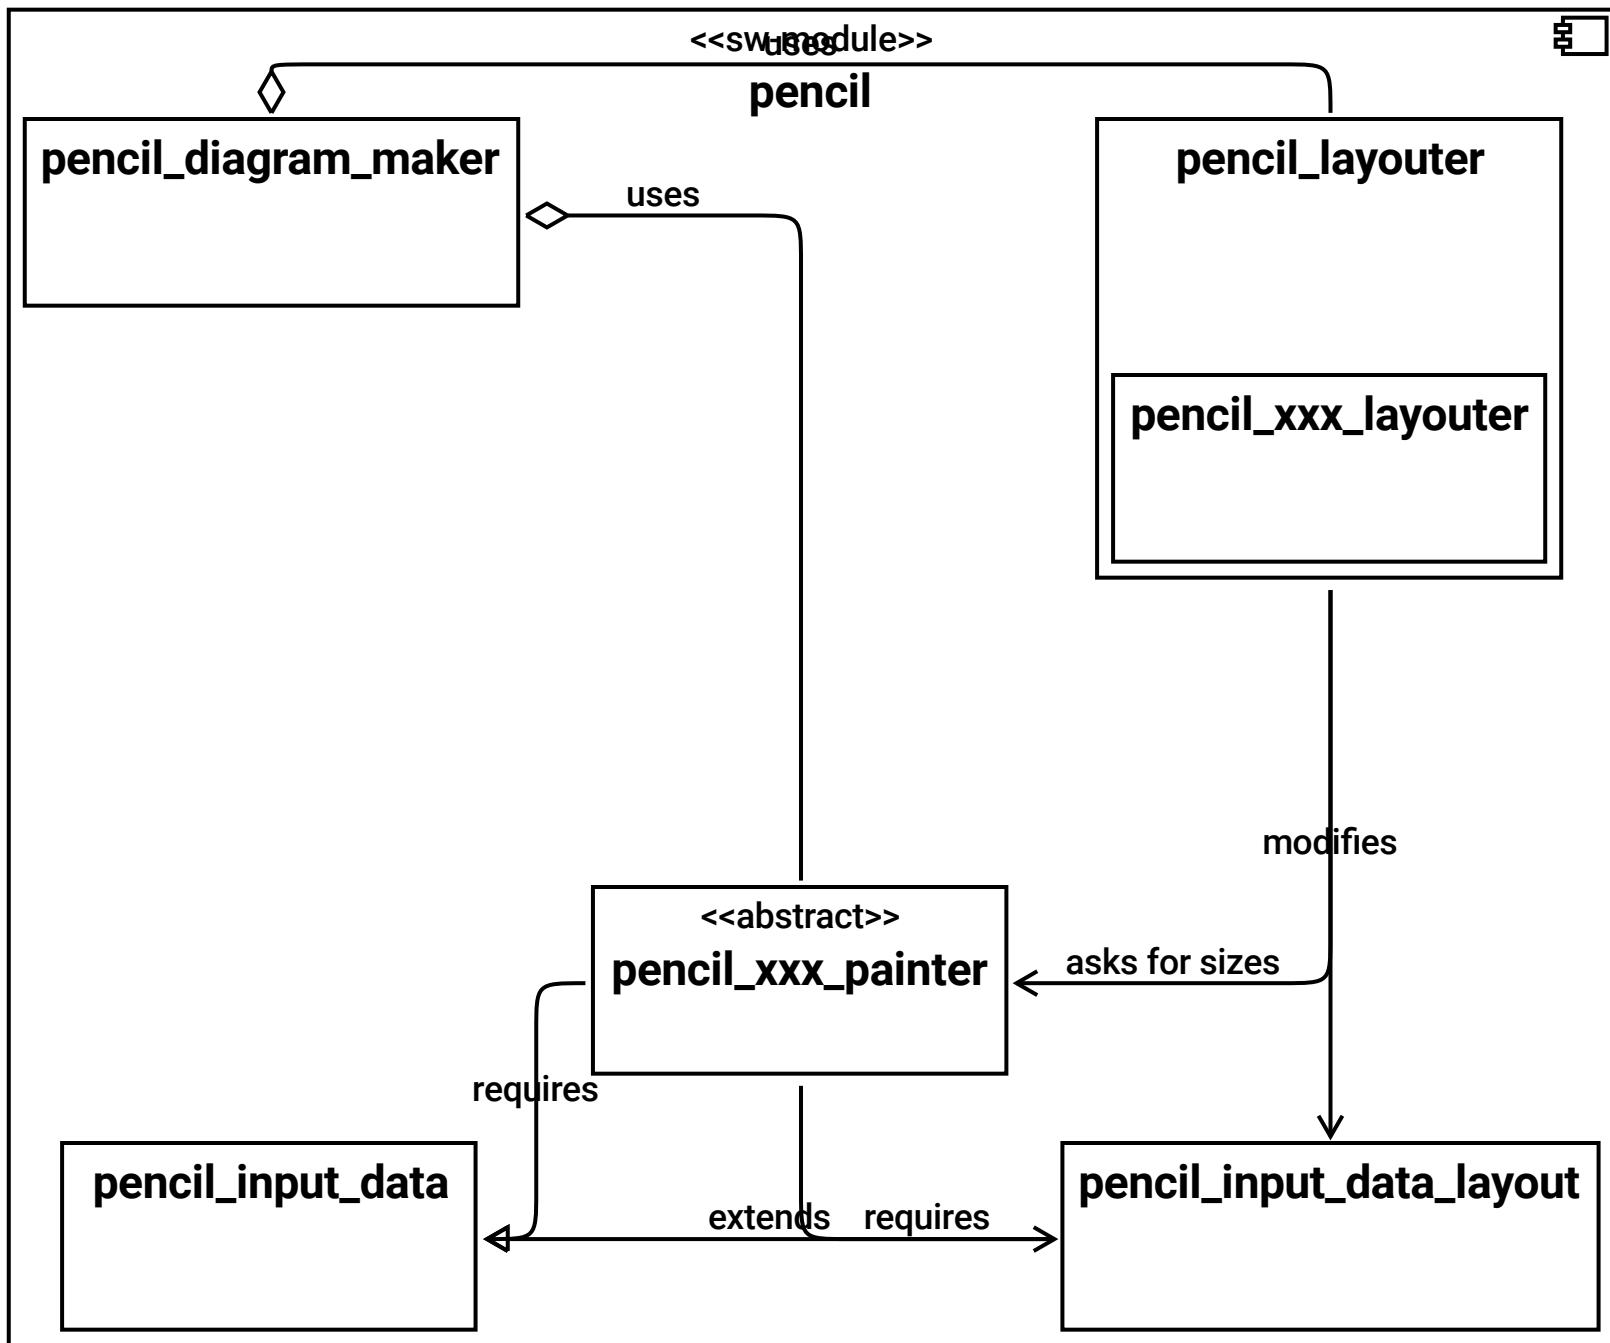 <<sw-module>>
uses
pencil
pencil_diagram_maker
pencil_layouter
uses
pencil_xxx_layouter
modifies
<<abstract>>
pencil_xxx_painter
asks for sizes
requires
pencil_input_data
pencil_input_data_layout
extends
requires